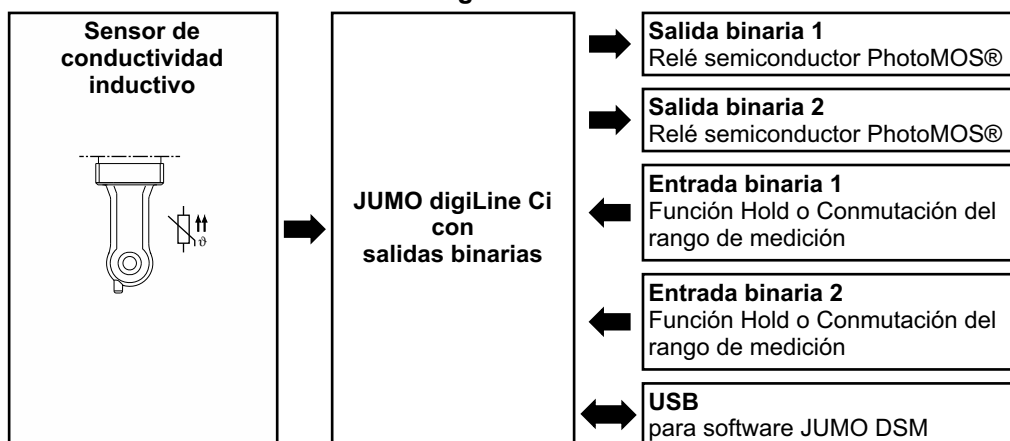 Sensor de
conductividad
inductivo
ϑ
JUMO digiLine Ci
con
salidas binarias
Salida binaria 1
Relé semiconductor PhotoMOS®
Salida binaria 2
Relé semiconductor PhotoMOS®
Entrada binaria 1
Función Hold o Conmutación del
rango de medición
Entrada binaria 2
Función Hold o Conmutación del
rango de medición
USB
para software JUMO DSM